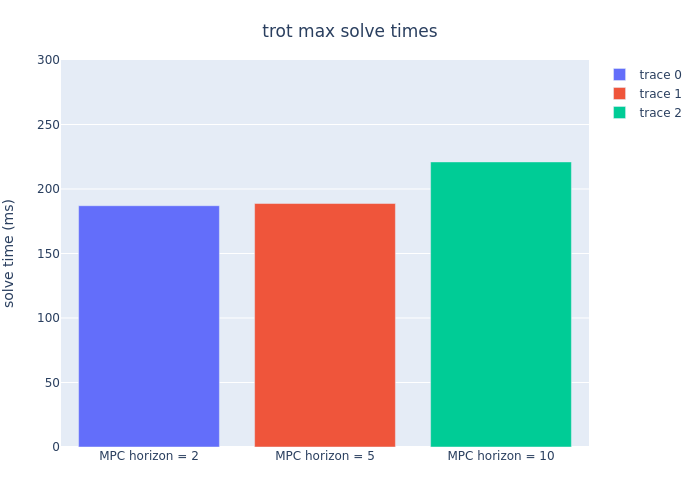 trot max solve times
300
250
200
150
100
50
0
solve time (ms)
MPC horizon = 2
MPC horizon = 5
MPC horizon = 10
trace 0
trace 1
trace 2